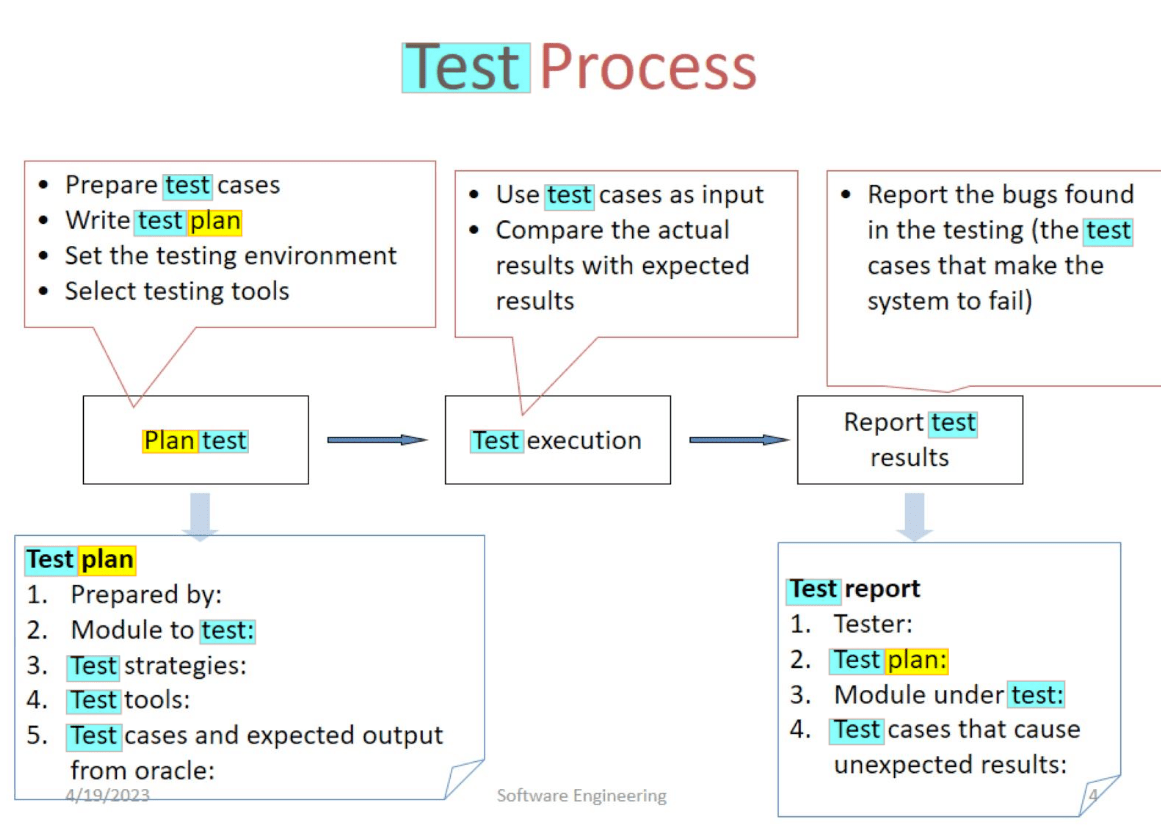 Test Process
• Prepare test cases
• Write test plan
• Set the testing environment
• Select testing tools
• Use test cases as input
• Compare the actual
results with expected
results
• Report the bugs found
in the testing (the test
cases that make the
system to fail)
Plan test
Test execution
Report test
results
Test plan
1. Prepared by:
2. Module to test:
3. Test strategies:
4. Test tools:
5. Test cases and expected output
from oracle:
Test report
1. Tester:
2. Test plan:
3. Module under test:
4. Test cases that cause
unexpected results:
4/19/2023
Software Engineering
4